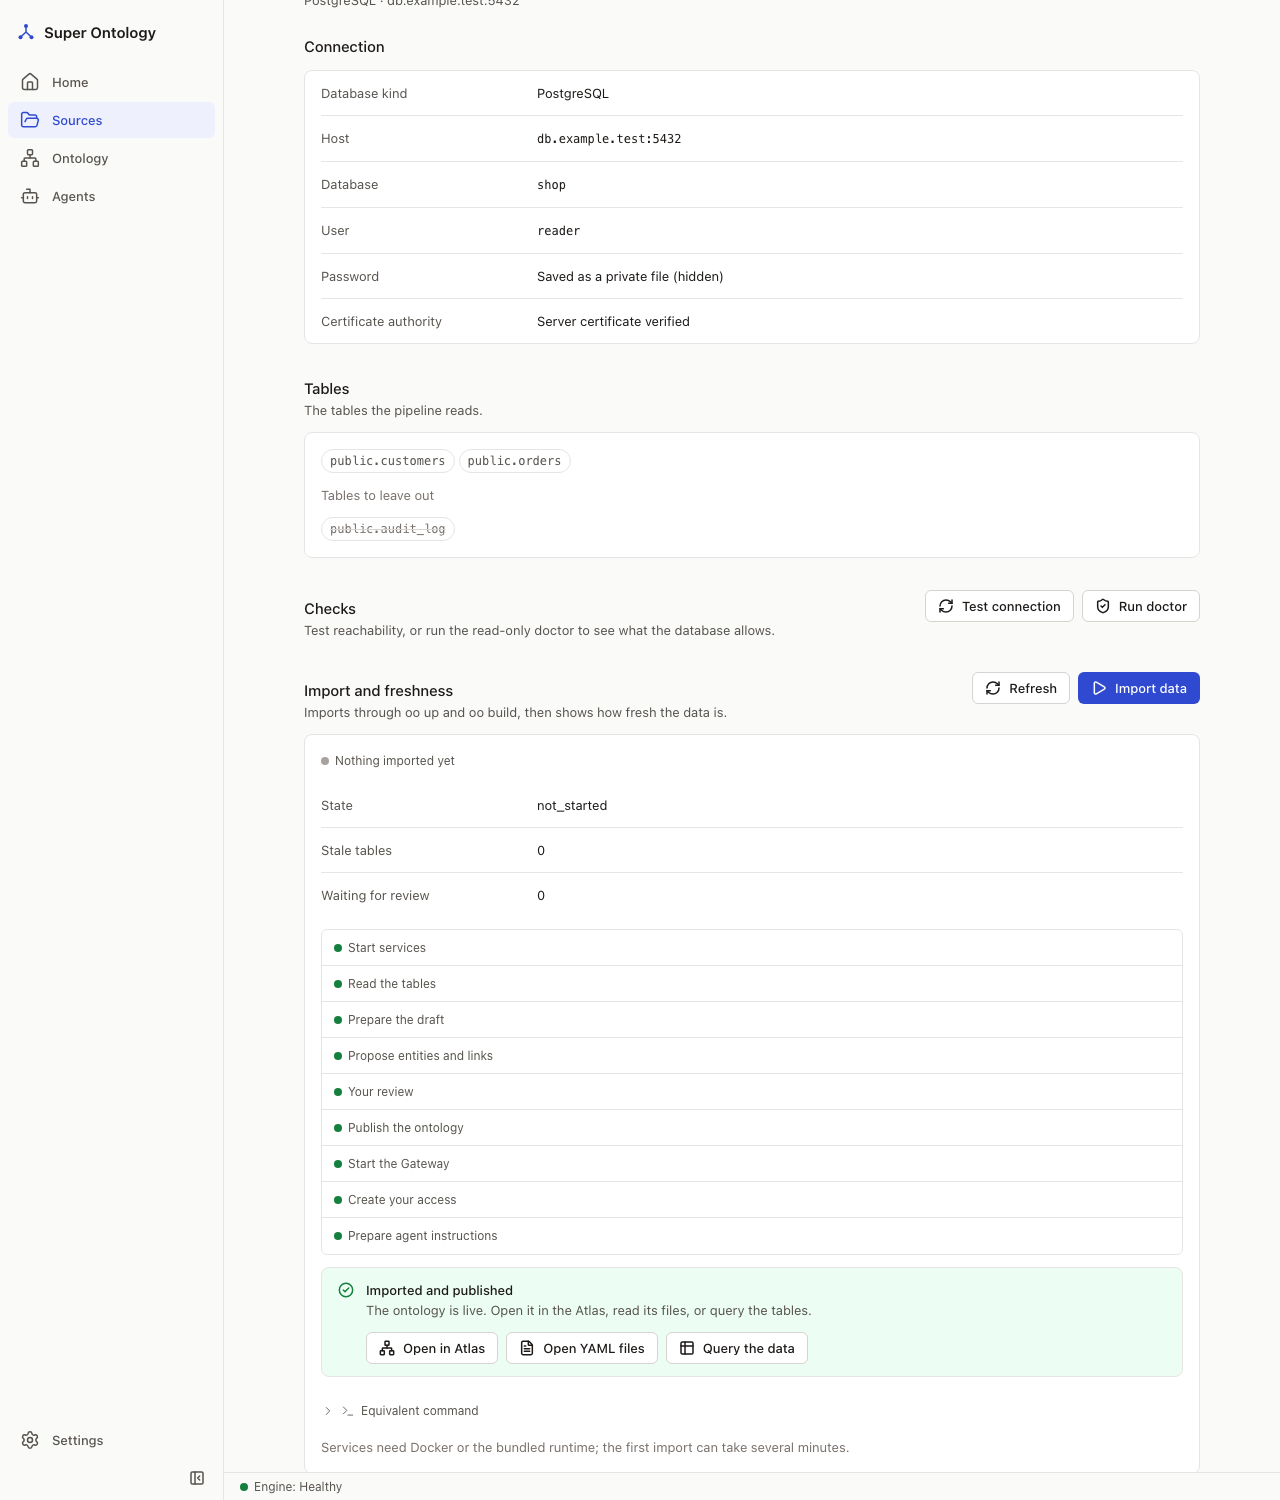 PostgreSQL · db.example.test:5432
Super Ontology
Home
Sources
Ontology
Agents
Connection
Database kind PostgreSQL
Host db.example.test:5432
Database shop
User reader
Password Saved as a private file (hidden)
Certificate authority Server certificate verified
Tables
The tables the pipeline reads.
public.customers public.orders
Tables to leave out
public.audit_log
Checks
Test reachability, or run the read-only doctor to see what the database allows.
Test connection Run doctor
Import and freshness
Imports through oo up and oo build, then shows how fresh the data is.
Refresh Import data
Nothing imported yet
State not_started
Stale tables 0
Waiting for review 0
Start services
Read the tables
Prepare the draft
Propose entities and links
Your review
Publish the ontology
Start the Gateway
Create your access
Prepare agent instructions
Imported and published
The ontology is live. Open it in the Atlas, read its files, or query the tables.
Open in Atlas Open YAML files Query the data
Equivalent command
Services need Docker or the bundled runtime; the first import can take several minutes.
Settings
Engine: Healthy